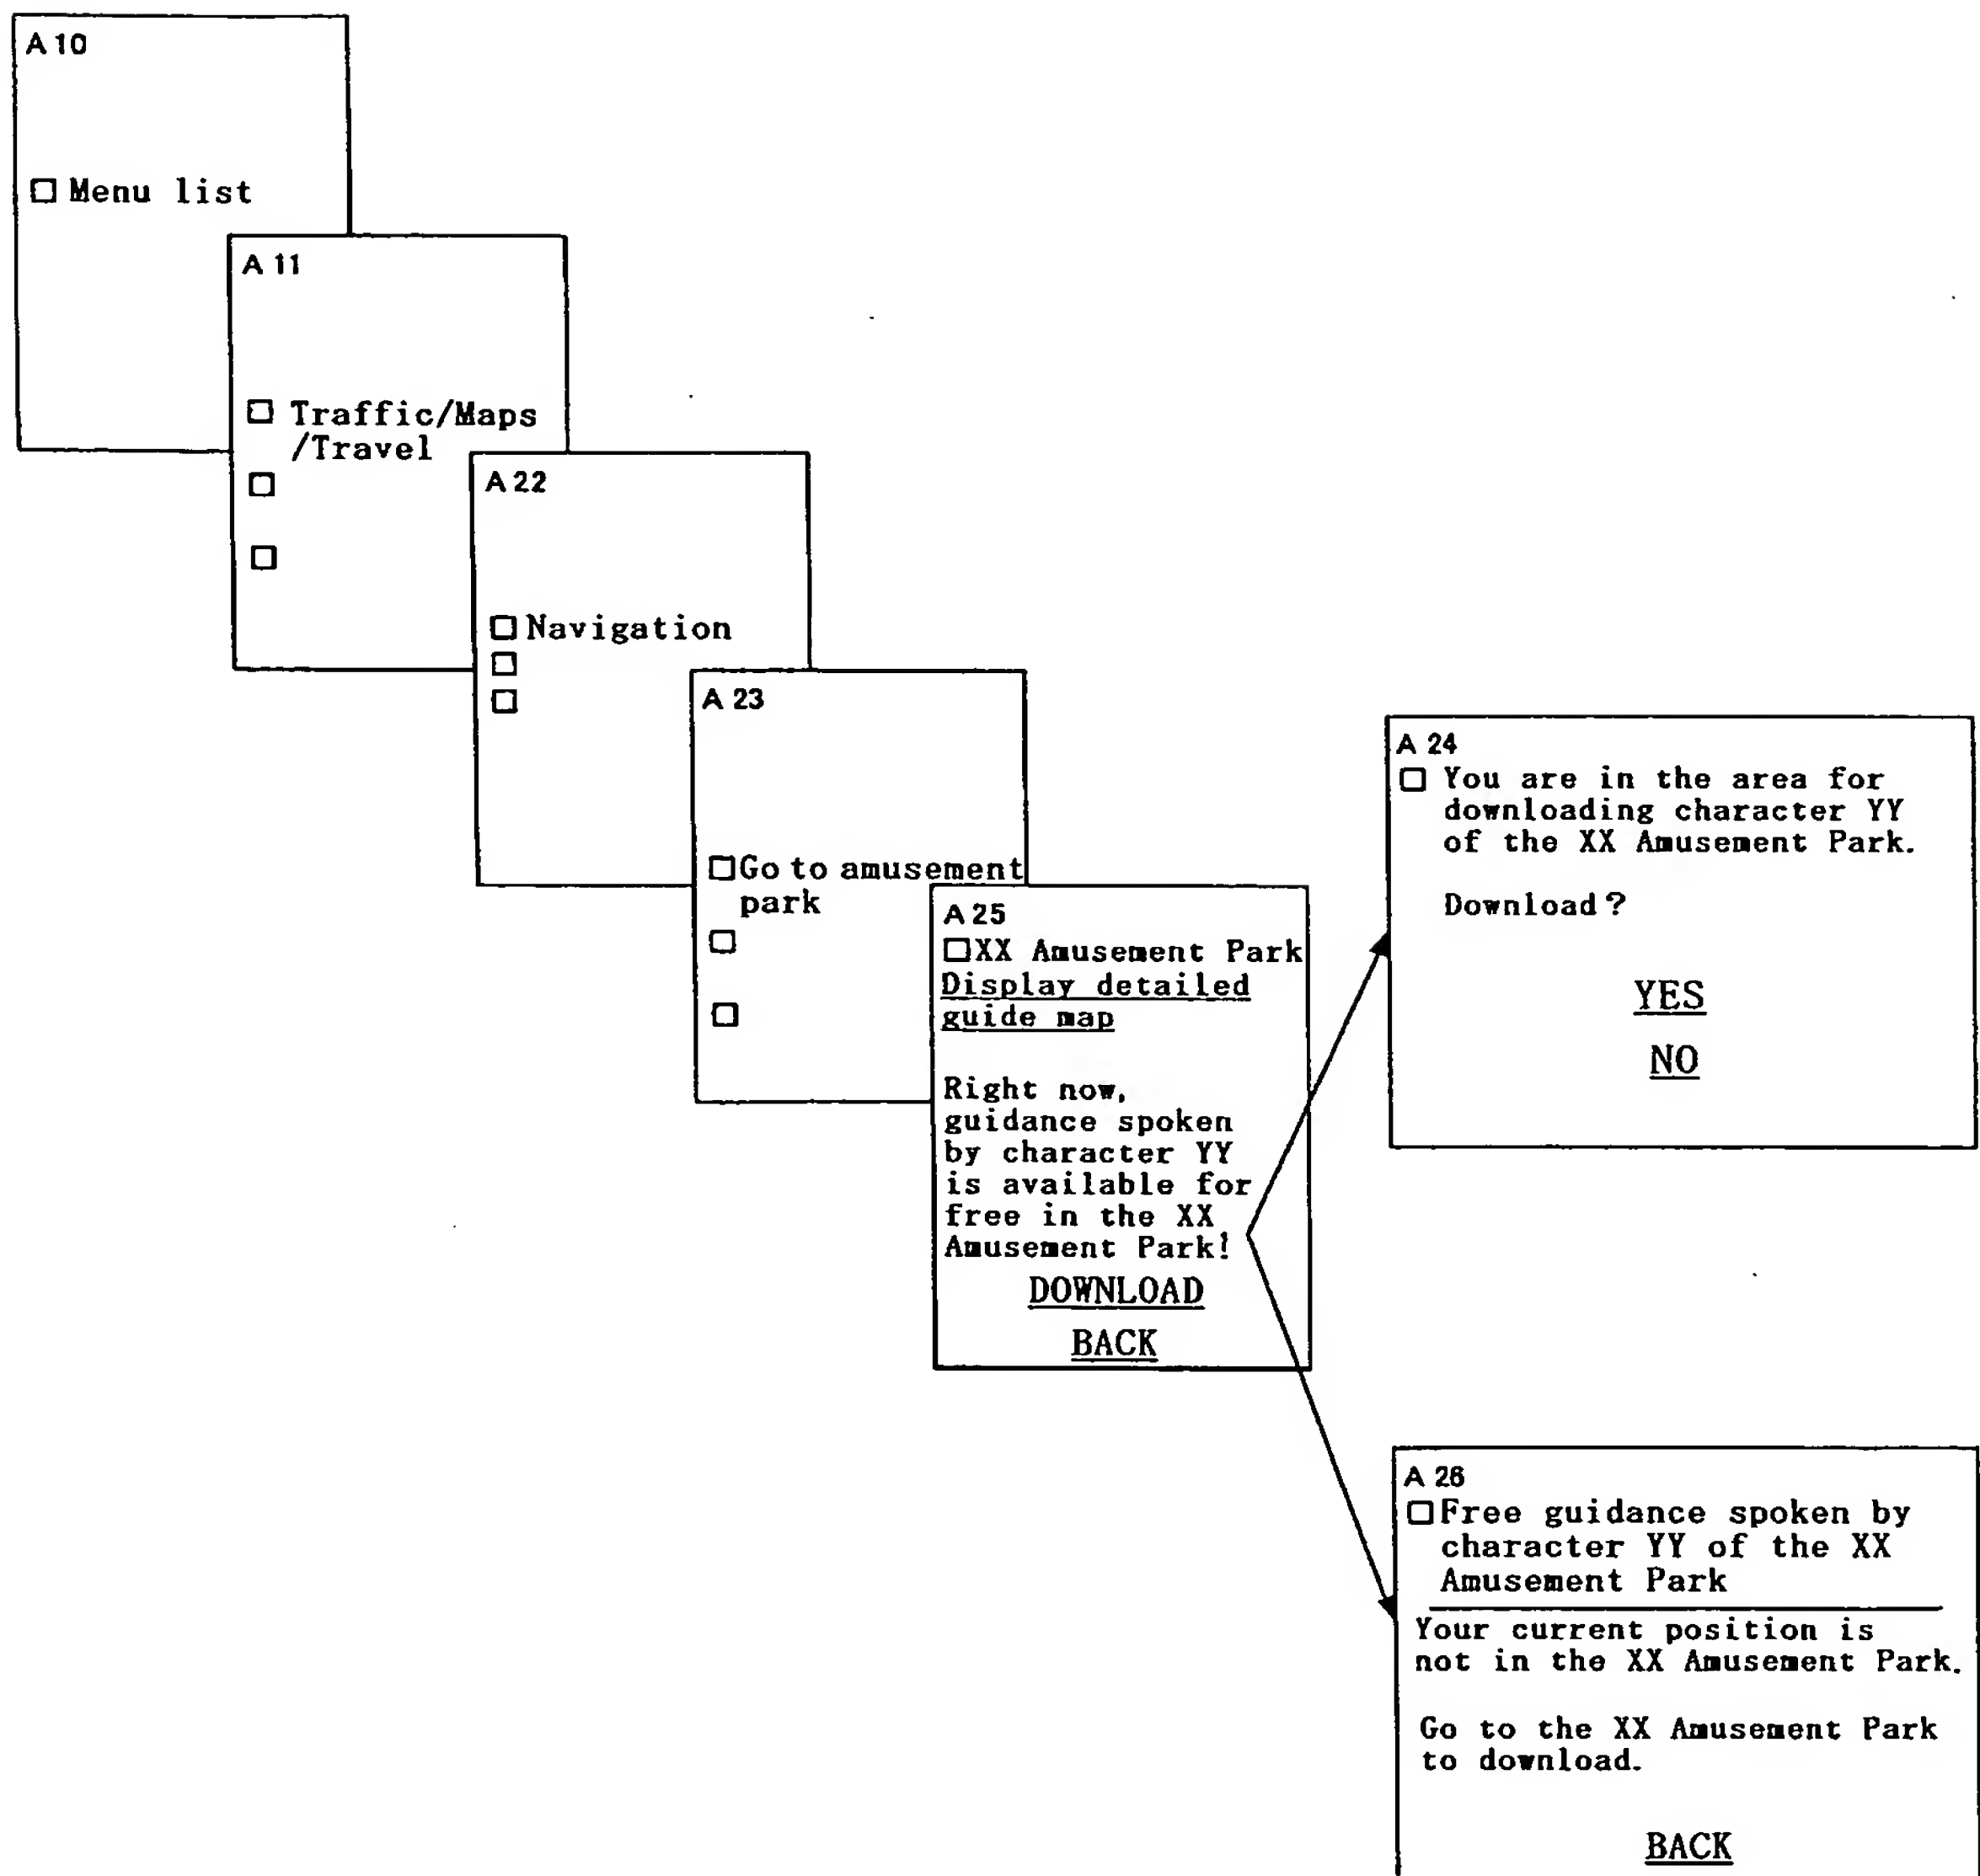 A 10
□ Menu list
A 11
□ Traffic/Maps
/Travel
□
□
A 22
□ Navigation
□
□
A 23
□ Go to amusement
park
□
□
A 25
□ XX Amusement Park
Display detailed
guide map
Right now,
guidance spoken
by character YY
is available for
free in the XX
Amusement Park!
DOWNLOAD
BACK
A 24
□ You are in the area for
downloading character YY
of the XX Amusement Park.
Download?
YES
NO
A 26
□ Free guidance spoken by
character YY of the XX
Amusement Park
Your current position is
not in the XX Amusement Park.
Go to the XX Amusement Park
to download.
BACK